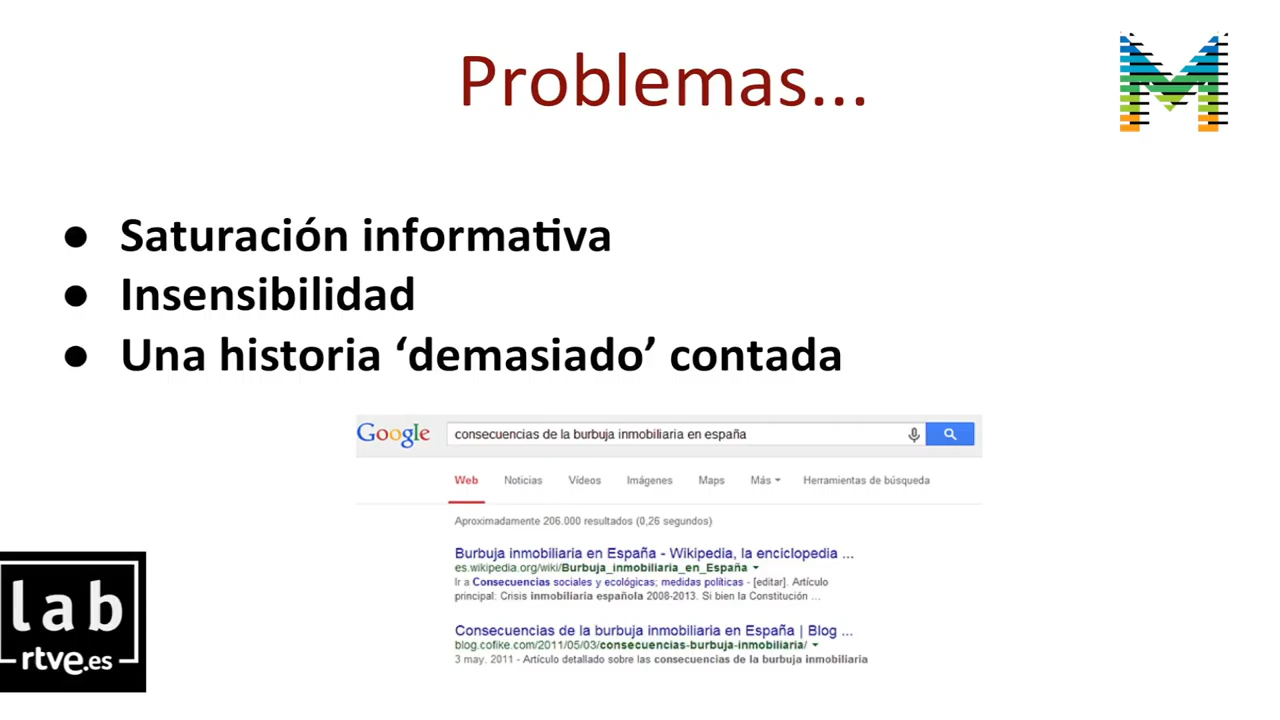 Problemas...
● Saturación informativa
● Insensibilidad
● Una historia ‘demasiado’ contada
Google consecuencias de la burbuja inmobiliaria en españa
Web Noticias Vídeos Imágenes Maps Más Herramientas de búsqueda
Aproximadamente 206.000 resultados (0,26 segundos)
Burbuja inmobiliaria en España - Wikipedia, la enciclopedia ...
es.wikipedia.org/wiki/Burbuja_inmobiliaria_en_España
Ir a Consecuencias sociales y ecológicas; medidas políticas - [editar]. Artículo
principal: Crisis inmobiliaria española 2008-2013. Si bien la Constitución ...
Consecuencias de la burbuja inmobiliaria en España | Blog ...
blog.cofike.com/2011/05/03/consecuencias-burbuja-inmobiliaria/
3 may. 2011 - Artículo detallado sobre las consecuencias de la burbuja inmobiliaria
lab
rtve.es
M